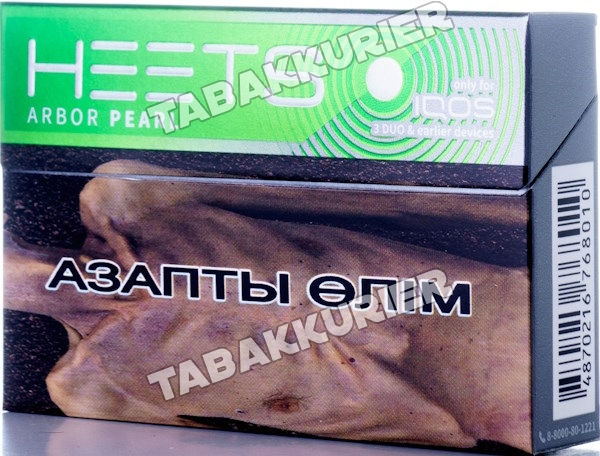 HEETS
ARBOR PEARL
only for
IQOS
3 DUO & earlier devices
TABAKKURIER
АЗАПТЫ ӨЛІМ
TABAKKURIER
4870216768010
8-8000-80-1221